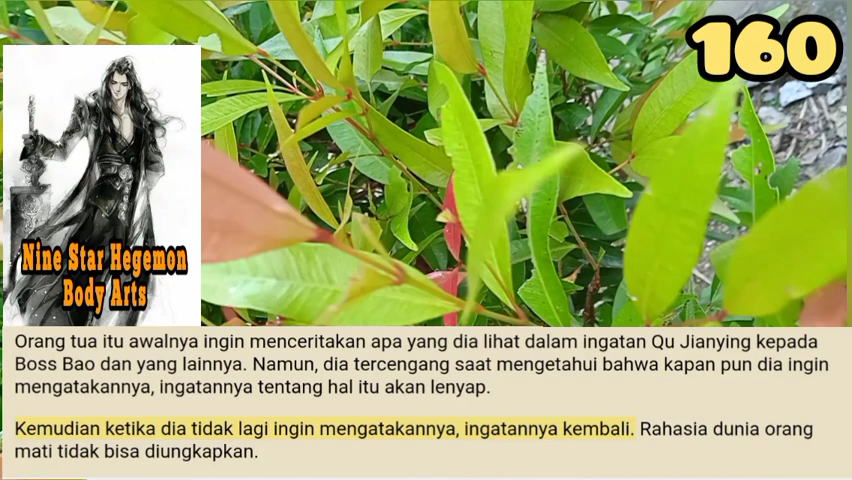 160
Nine Star Hegemon
Body Arts
Orang tua itu awalnya ingin menceritakan apa yang dia lihat dalam ingatan Qu Jianying kepada
Boss Bao dan yang lainnya. Namun, dia tercengang saat mengetahui bahwa kapan pun dia ingin
mengatakannya, ingatannya tentang hal itu akan lenyap.
Kemudian ketika dia tidak lagi ingin mengatakannya, ingatannya kembali. Rahasia dunia orang
mati tidak bisa diungkapkan.